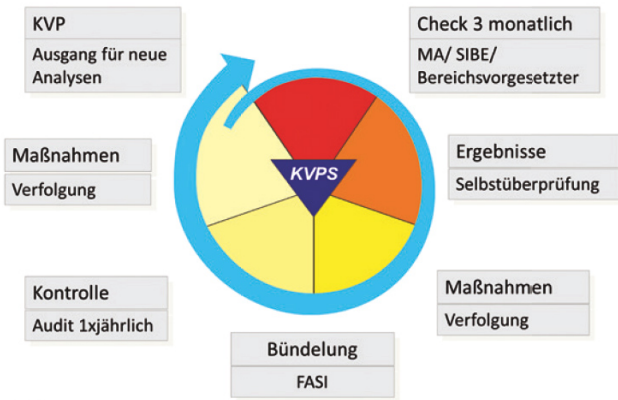 KVP
Ausgang für neue
Analysen
Check 3 monatlich
MA/ SIBE/
Bereichsvorgesetzter
Maßnahmen
Verfolgung
KVPS
Ergebnisse
Selbstüberprüfung
Kontrolle
Audit 1xjährlich
Maßnahmen
Verfolgung
Bündelung
FASI